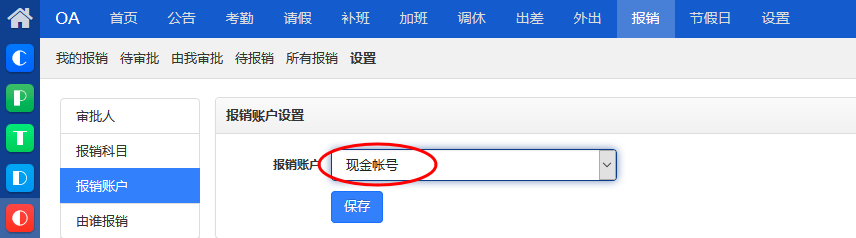 OA 首页 公告 考勤 请假 补班 加班 调休 出差 外出 报销 节假日 设置
C
我的报销 待审批 由我审批 待报销 所有报销 设置
P
审批人
报销账户设置
T
报销科目
报销账户 现金帐号
D
报销账户
保存
O
由谁报销